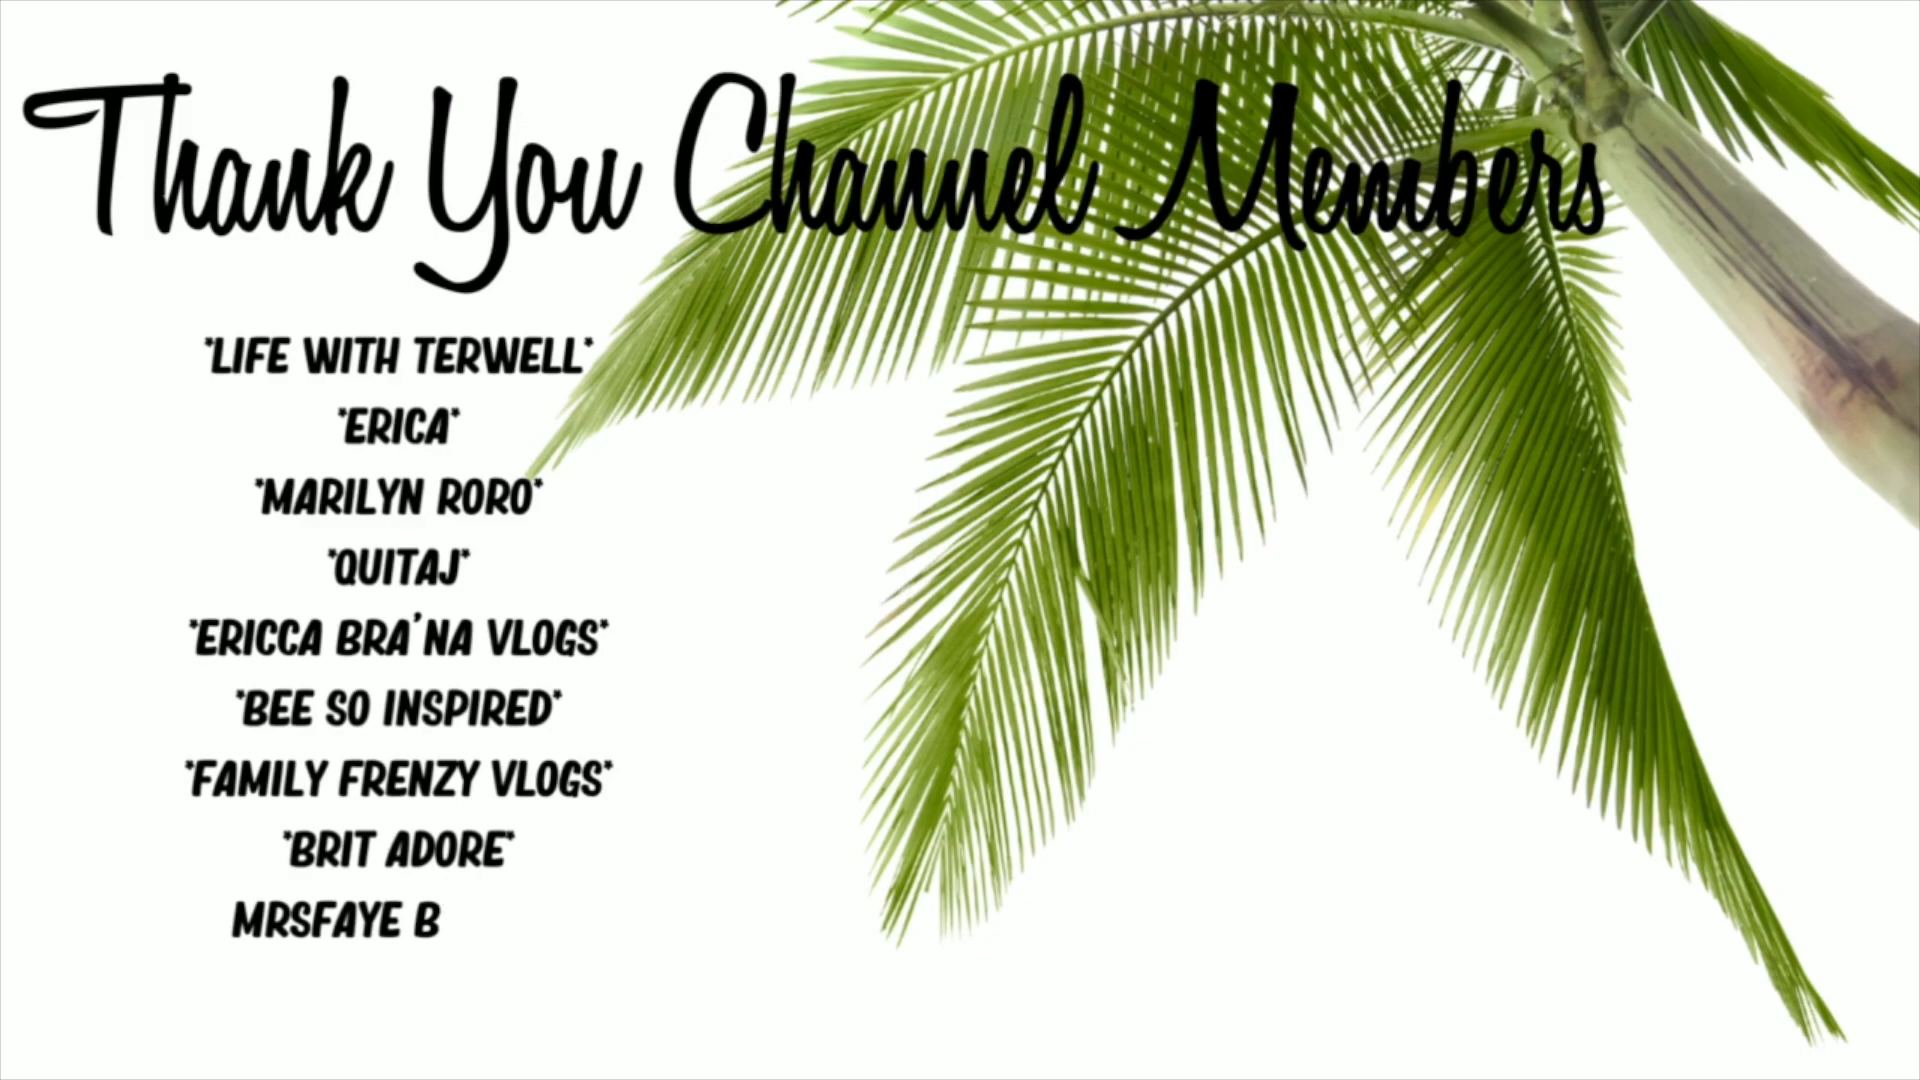 Thank You Channel Members
*LIFE WITH TERWELL*
*ERICA*
*MARILYN RORO*
*QUITAJ*
*ERICCA BRA'NA VLOGS*
*BEE SO INSPIRED*
*FAMILY FRENZY VLOGS*
*BRIT ADORE*
MRSFAYE B